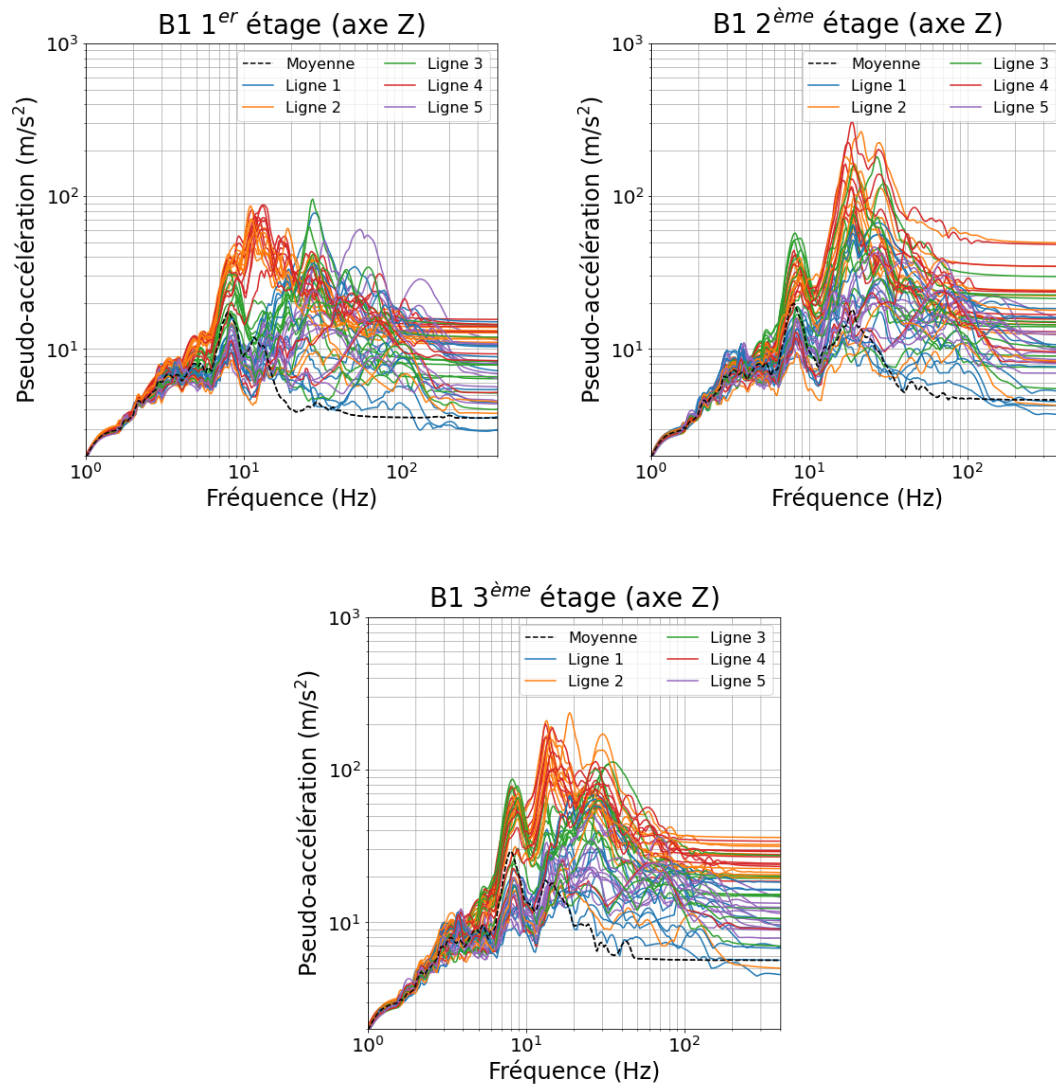 B1 1er étage (axe Z)
10³
Moyenne
Ligne 1
Ligne 2
Ligne 3
Ligne 4
Ligne 5
10²
10¹
Pseudo-accélération (m/s²)
10⁰
10¹
10²
Fréquence (Hz)
B1 2ème étage (axe Z)
10³
Moyenne
Ligne 1
Ligne 2
Ligne 3
Ligne 4
Ligne 5
10²
10¹
Pseudo-accélération (m/s²)
10⁰
10¹
10²
Fréquence (Hz)
B1 3ème étage (axe Z)
10³
Moyenne
Ligne 1
Ligne 2
Ligne 3
Ligne 4
Ligne 5
10²
10¹
Pseudo-accélération (m/s²)
10⁰
10¹
10²
Fréquence (Hz)